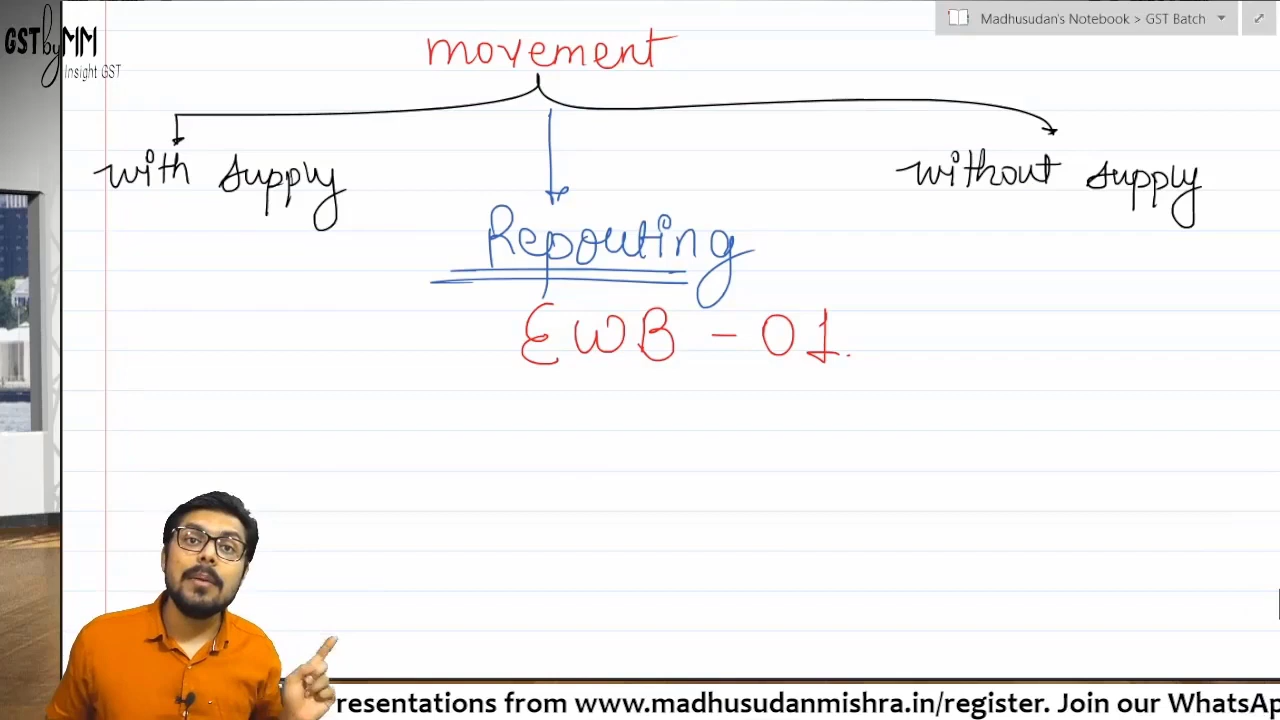 GST by MM
Insight GST
Madhusudan's Notebook > GST Batch
movement
with supply
without supply
Repouting
EWB - 01.
resentations from www.madhusudanmishra.in/register. Join our WhatsAp